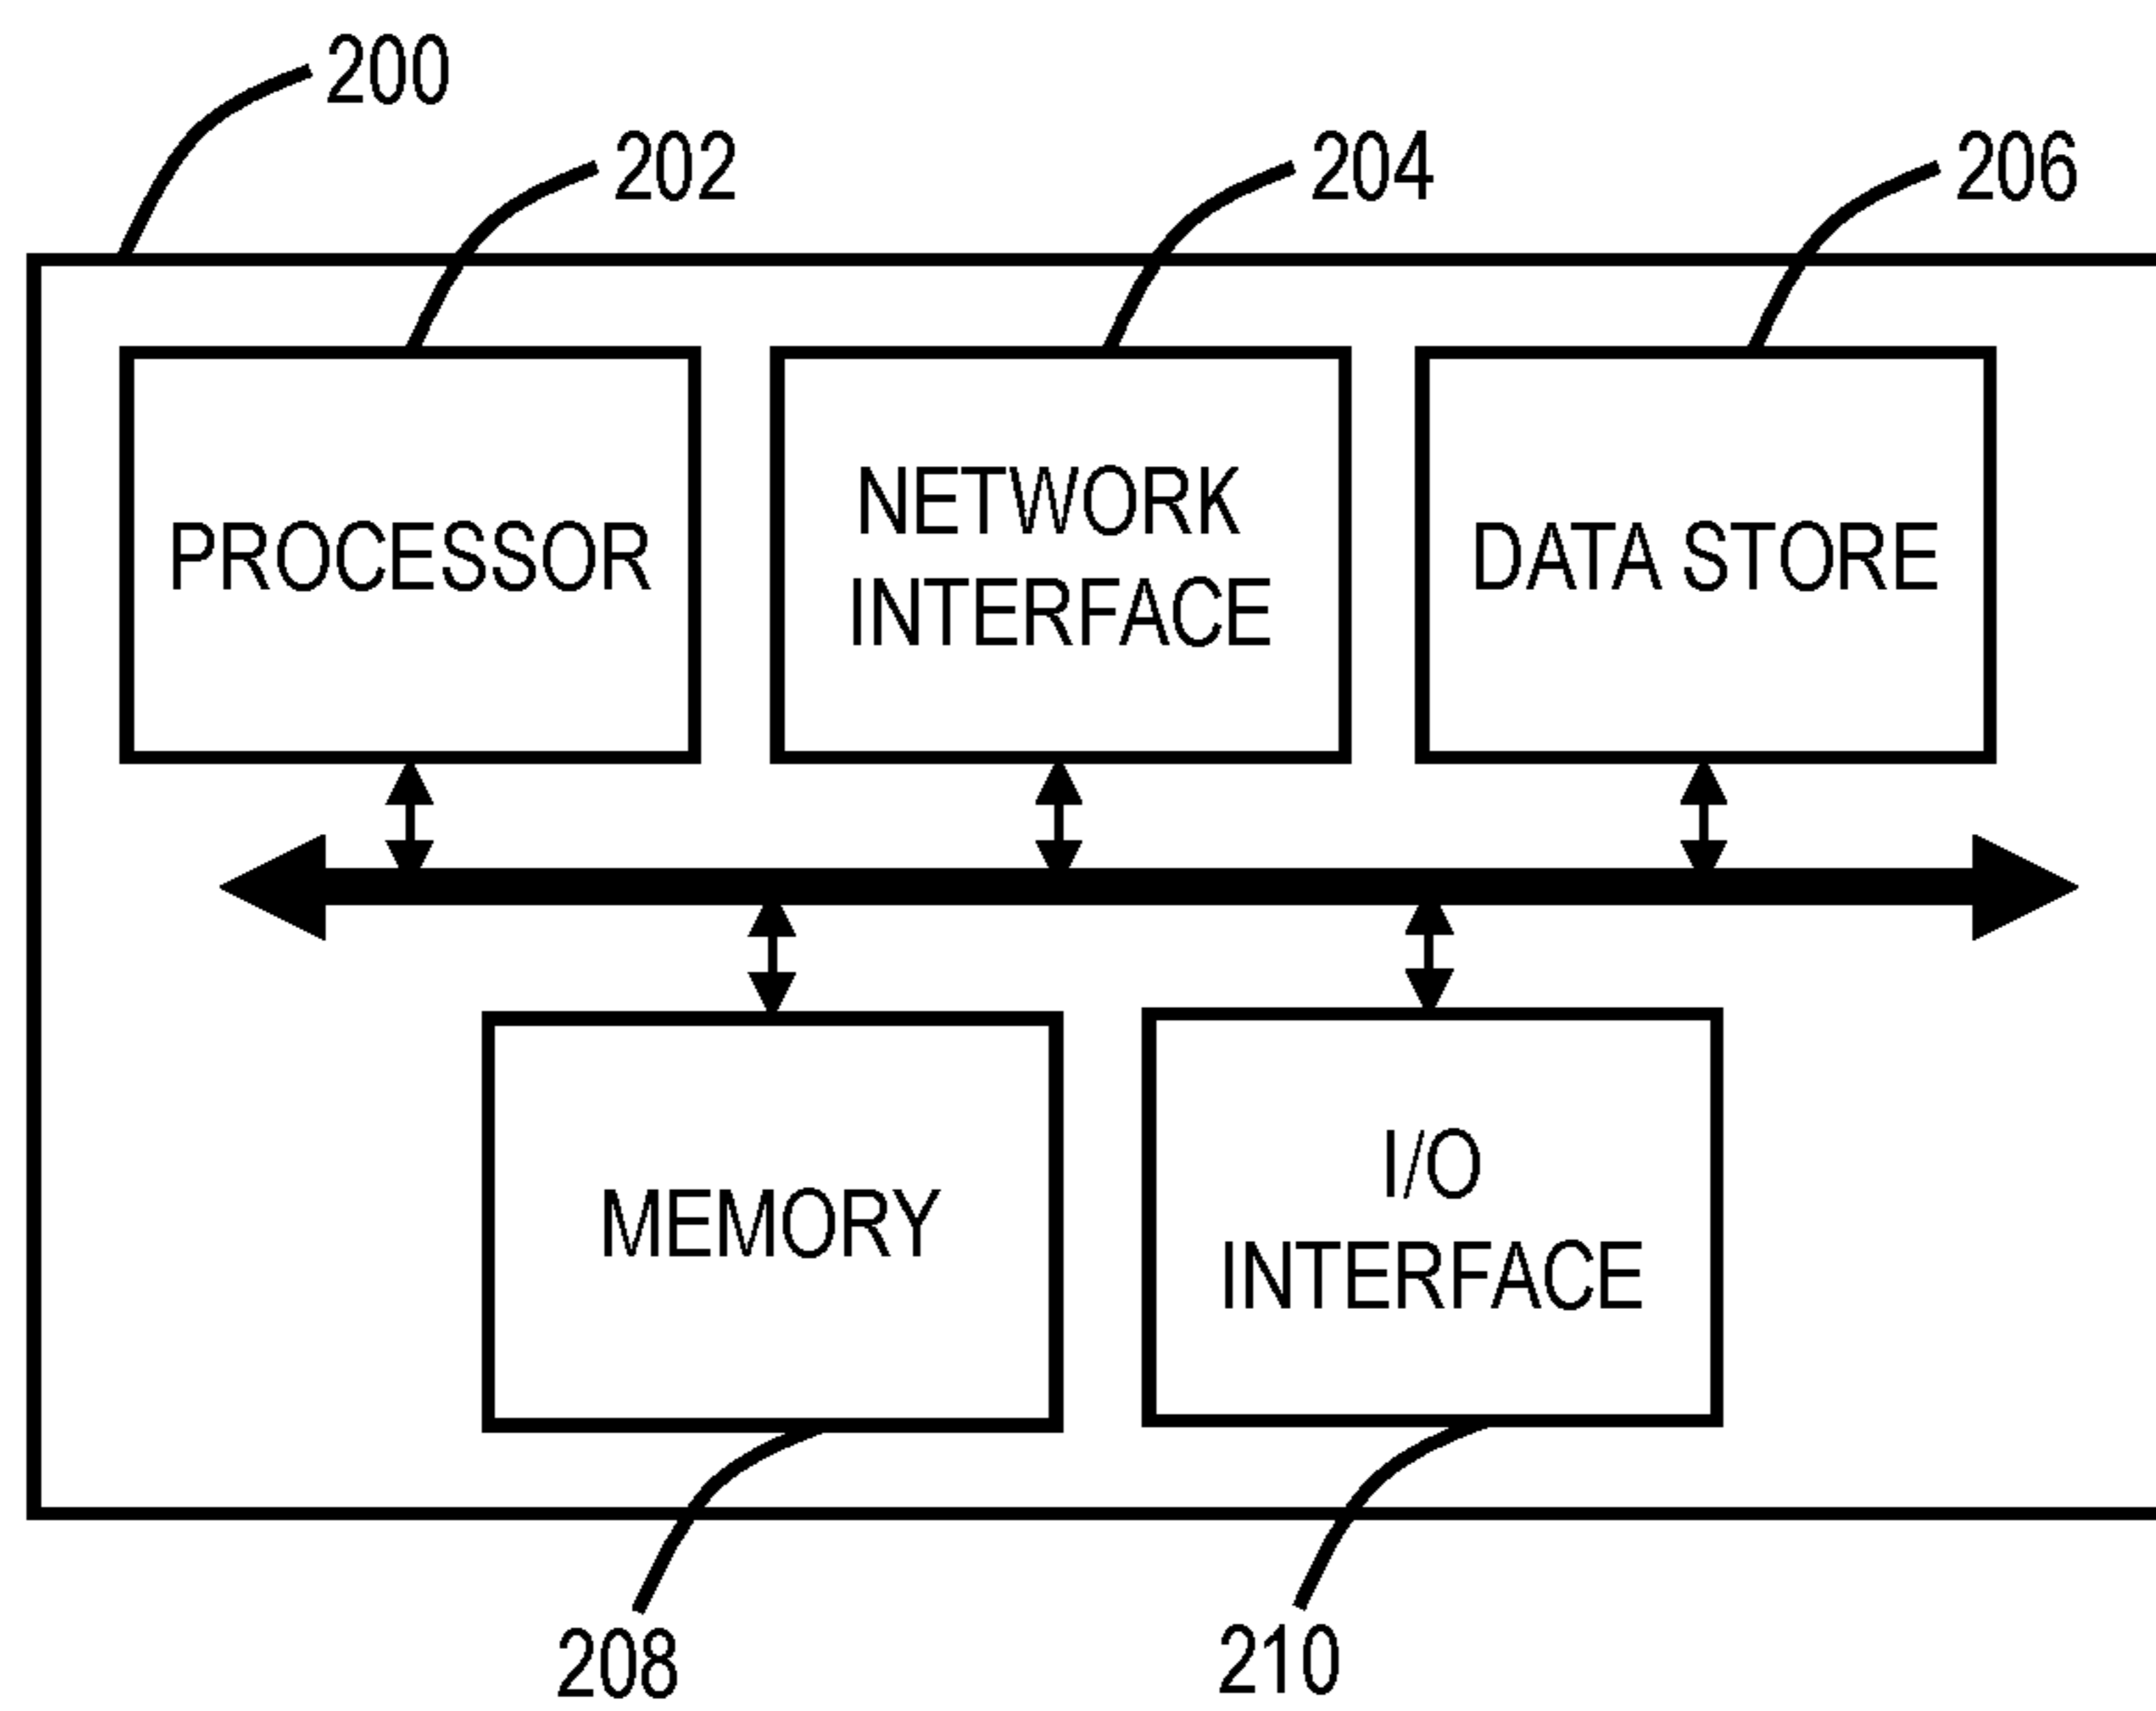 200
202
204
206
PROCESSOR
NETWORK
INTERFACE
DATA STORE
MEMORY
I/O
INTERFACE
208
210